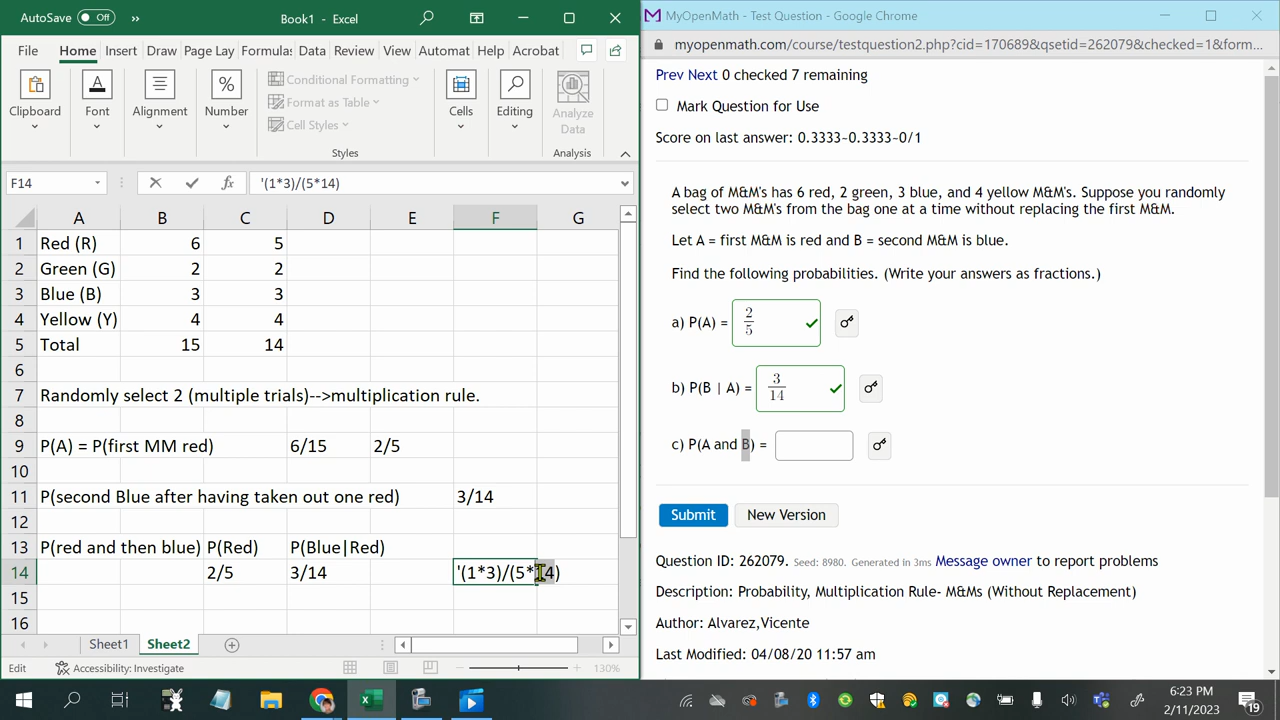 AutoSave Off
Book1 - Excel
File Home Insert Draw Page Lay Formulas Data Review View Automat Help Acrobat
Clipboard
Font
Alignment
Number
%
Conditional Formatting
Format as Table
Cell Styles
Styles
Cells
Editing
Analyze
Data
Analysis
F14 fx '(1*3)/(5*14)
A B C D E F G
1 Red (R) 6 5
2 Green (G) 2 2
3 Blue (B) 3 3
4 Yellow (Y) 4 4
5 Total 15 14
6
7 Randomly select 2 (multiple trials)-->multiplication rule.
8
9 P(A) = P(first MM red) 6/15 2/5
10
11 P(second Blue after having taken out one red) 3/14
12
13 P(red and then blue) P(Red) P(Blue|Red)
14 2/5 3/14 '(1*3)/(5*14)
15
16
Sheet1 Sheet2
Edit Accessibility: Investigate 130%
MyOpenMath - Test Question - Google Chrome
myopenmath.com/course/testquestion2.php?cid=170689&qsetid=262079&checked=1&form...
Prev Next 0 checked 7 remaining
Mark Question for Use
Score on last answer: 0.3333~0.3333~0/1
A bag of M&M's has 6 red, 2 green, 3 blue, and 4 yellow M&M's. Suppose you randomly
select two M&M's from the bag one at a time without replacing the first M&M.
Let A = first M&M is red and B = second M&M is blue.
Find the following probabilities. (Write your answers as fractions.)
a) P(A) = 2/5
b) P(B | A) = 3/14
c) P(A and B) =
Submit New Version
Question ID: 262079. Seed: 8980. Generated in 3ms Message owner to report problems
Description: Probability, Multiplication Rule- M&Ms (Without Replacement)
Author: Alvarez,Vicente
Last Modified: 04/08/20 11:57 am
6:23 PM
2/11/2023
19